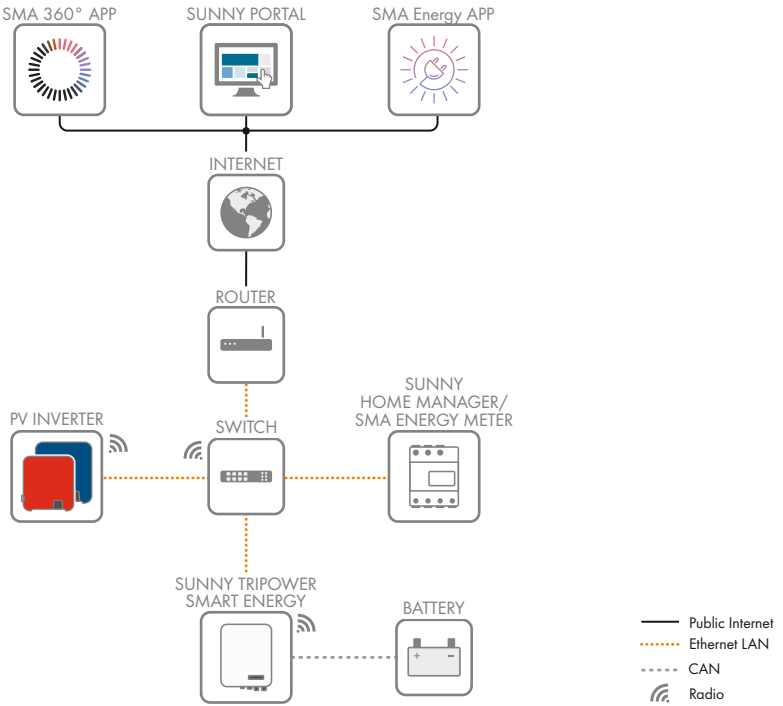 SMA 360° APP
SUNNY PORTAL
SMA Energy APP
INTERNET
ROUTER
SUNNY
HOME MANAGER/
SMA ENERGY METER
PV INVERTER
SWITCH
SUNNY TRIPOWER
SMART ENERGY
BATTERY
+ −
Public Internet
Ethernet LAN
CAN
Radio